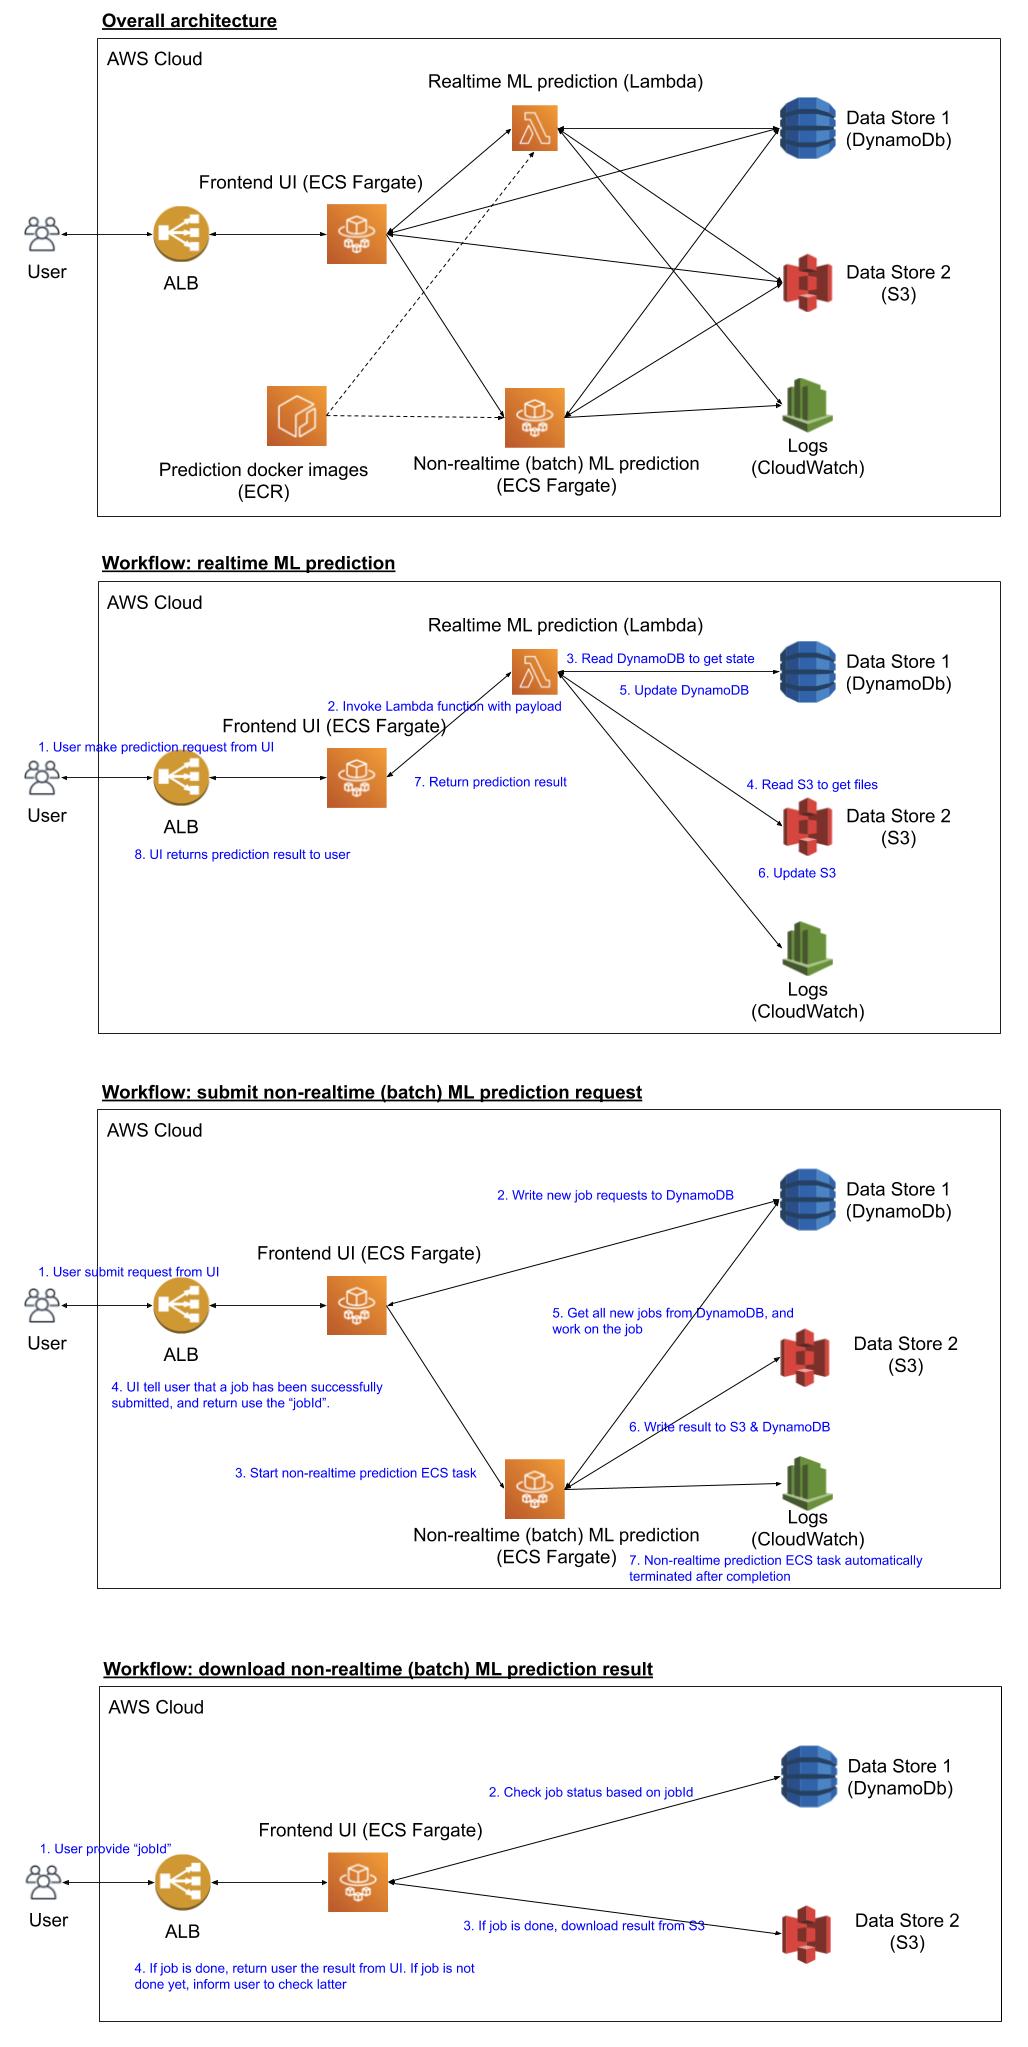 Overall architecture
AWS Cloud
Realtime ML prediction (Lambda)
Data Store 1
(DynamoDb)
Frontend UI (ECS Fargate)
User
ALB
Data Store 2
(S3)
Prediction docker images
(ECR)
Non-realtime (batch) ML prediction
(ECS Fargate)
Logs
(CloudWatch)
Workflow: realtime ML prediction
AWS Cloud
Realtime ML prediction (Lambda)
3. Read DynamoDB to get state
5. Update DynamoDB
Data Store 1
(DynamoDb)
2. Invoke Lambda function with payload
Frontend UI (ECS Fargate)
1. User make prediction request from UI
7. Return prediction result
4. Read S3 to get files
User
ALB
Data Store 2
(S3)
8. UI returns prediction result to user
6. Update S3
Logs
(CloudWatch)
Workflow: submit non-realtime (batch) ML prediction request
AWS Cloud
2. Write new job requests to DynamoDB
Data Store 1
(DynamoDb)
Frontend UI (ECS Fargate)
1. User submit request from UI
5. Get all new jobs from DynamoDB, and
work on the job
User
ALB
Data Store 2
(S3)
4. UI tell user that a job has been successfully
submitted, and return use the “jobId”.
6. Write result to S3 & DynamoDB
3. Start non-realtime prediction ECS task
Logs
(CloudWatch)
Non-realtime (batch) ML prediction
(ECS Fargate)
7. Non-realtime prediction ECS task automatically
terminated after completion
Workflow: download non-realtime (batch) ML prediction result
AWS Cloud
Data Store 1
(DynamoDb)
2. Check job status based on jobId
Frontend UI (ECS Fargate)
1. User provide “jobId”
User
ALB
3. If job is done, download result from S3
Data Store 2
(S3)
4. If job is done, return user the result from UI. If job is not
done yet, inform user to check latter